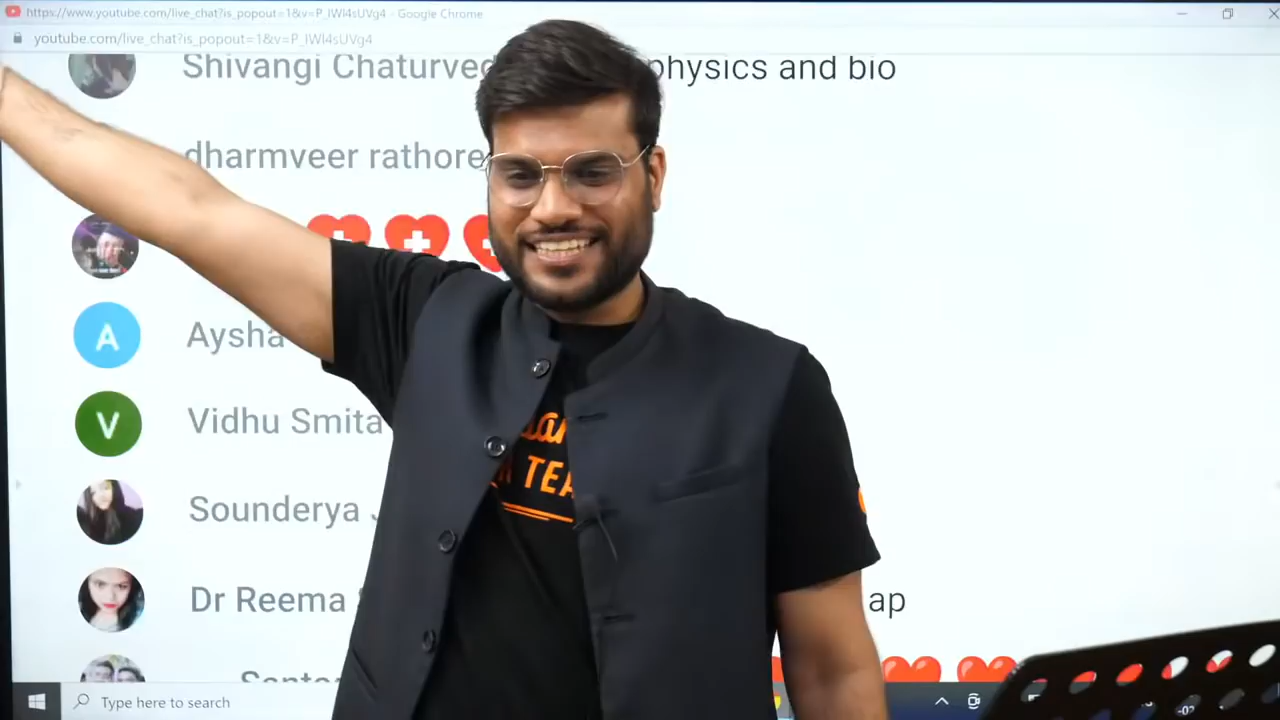 https://www.youtube.com/live_chat?is_popout=1&v=P_IWl4sUVg4 - Google Chrome
youtube.com/live_chat?is_popout=1&v=P_IWl4sUVg4
Shivangi Chaturved physics and bio
dharmveer rathore
A Aysha
V Vidhu Smita
TEA
Sounderya
Dr Reema ap
Type here to search